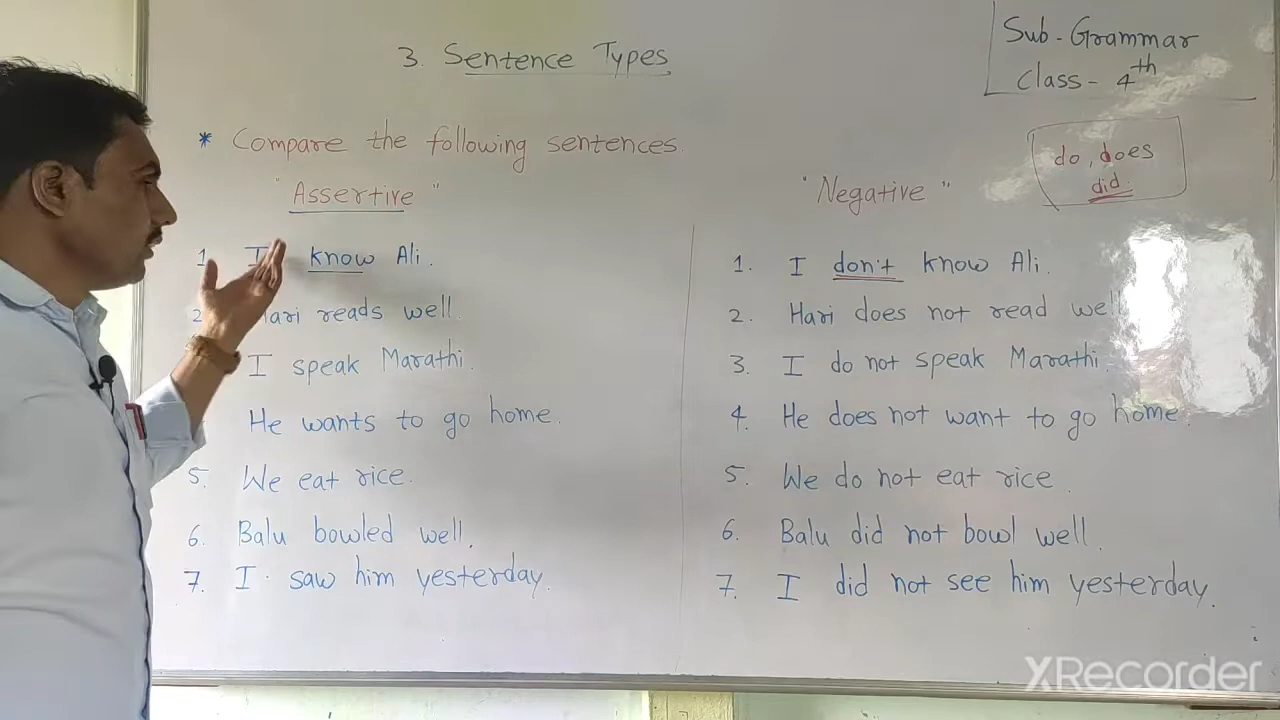 3. Sentence Types
Sub - Grammar
Class - 4th
* Compare the following sentences.
do, does
did.
"Assertive"
1. I know Ali.
2 Hari reads well.
I speak Marathi.
He wants to go home.
5. We eat rice.
6. Balu bowled well.
7. I saw him yesterday.
"Negative"
1. I don't know Ali.
2. Hari does not read well
3. I do not speak Marathi.
4. He does not want to go home.
5. We do not eat rice.
6. Balu did not bowl well.
7. I did not see him yesterday.
XRecorder